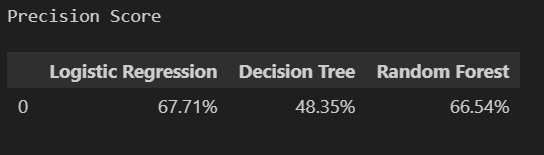 Precision Score
Logistic Regression Decision Tree Random Forest
0 67.71% 48.35% 66.54%